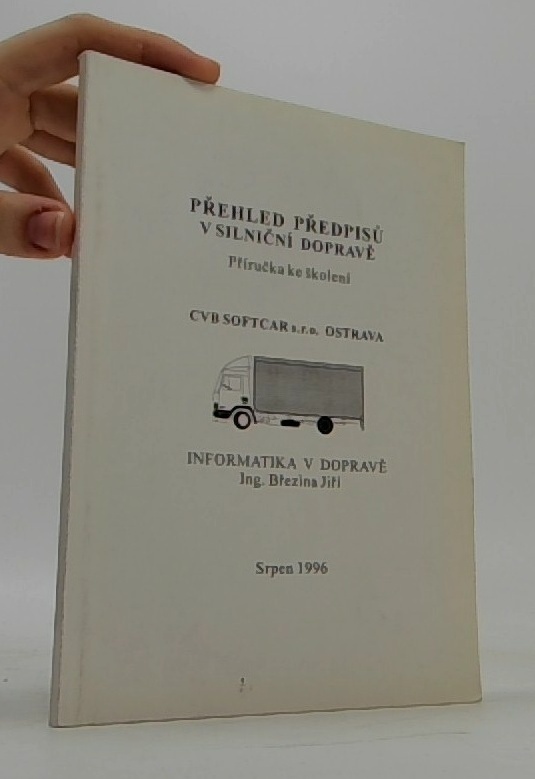 PŘEHLED PŘEDPISŮ
V SILNIČNÍ DOPRAVĚ
Příručka ke školení
CVB SOFTCAR s.r.o. OSTRAVA
INFORMATIKA V DOPRAVĚ
Ing. Březina Jiří
Srpen 1996